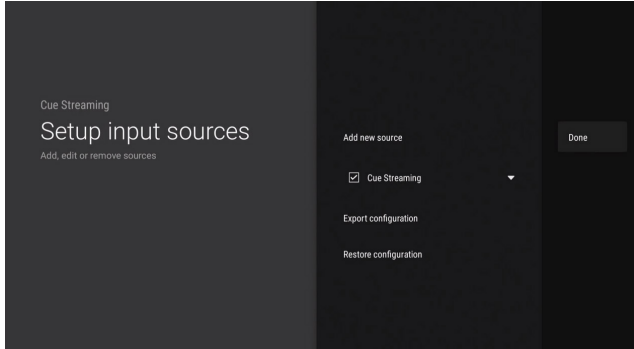 Cue Streaming
Setup input sources
Add, edit or remove sources
Add new source
Cue Streaming
Export configuration
Restore configuration
Done